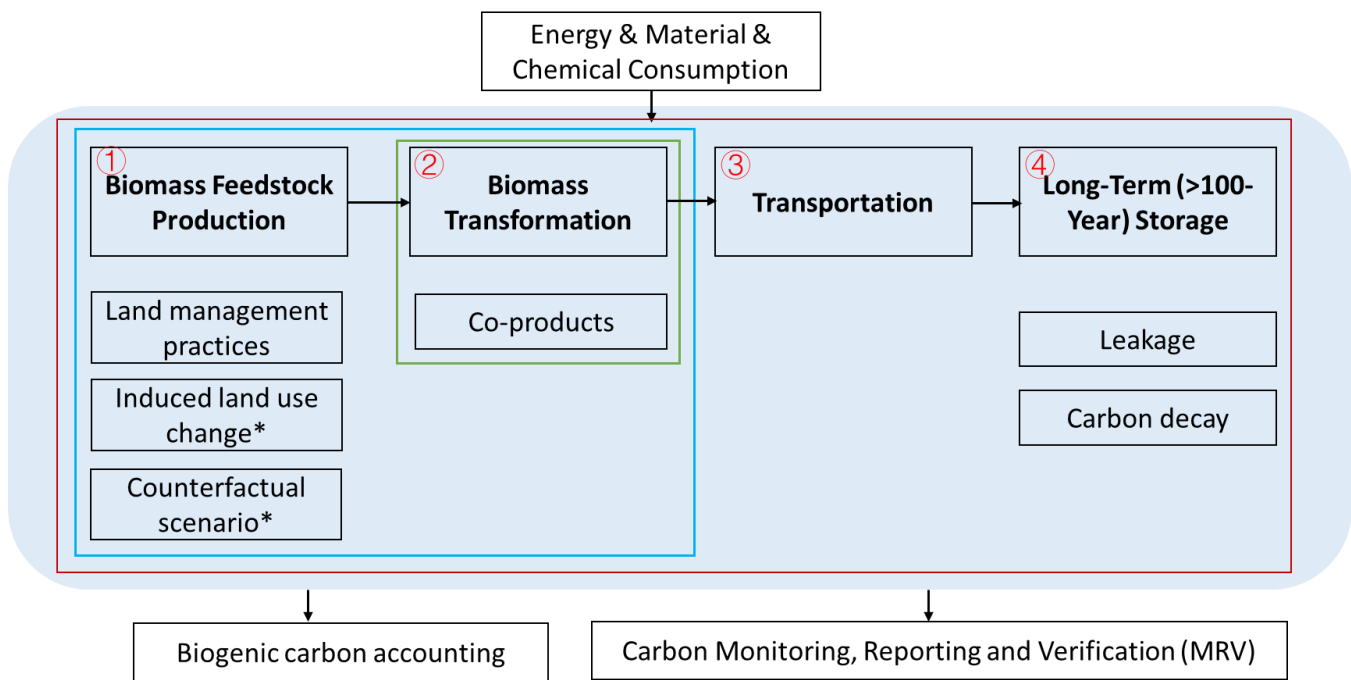 Energy & Material &
Chemical Consumption
①
Biomass Feedstock
Production
②
Biomass
Transformation
③
Transportation
④
Long-Term (>100-
Year) Storage
Land management
practices
Induced land use
change*
Counterfactual
scenario*
Co-products
Leakage
Carbon decay
Biogenic carbon accounting
Carbon Monitoring, Reporting and Verification (MRV)